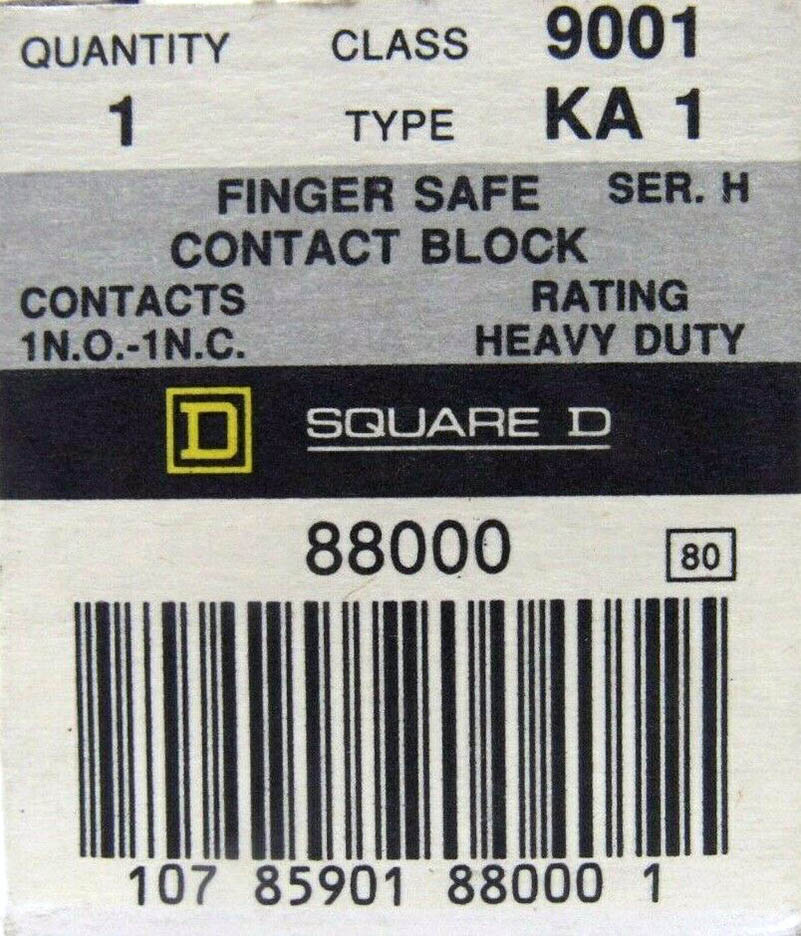 QUANTITY CLASS 9001
1 TYPE KA 1
FINGER SAFE SER. H
CONTACT BLOCK
CONTACTS RATING
1N.O.-1N.C. HEAVY DUTY
D SQUARE D
88000 80
107 85901 88000 1